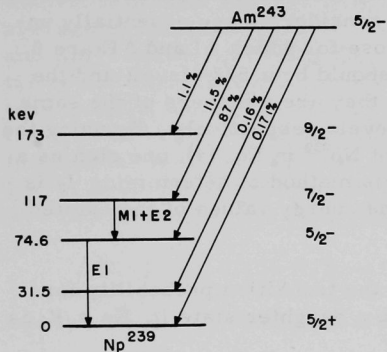 Am243 5/2-
1.1%
11.5%
87%
0.16%
0.17%
kev
173 9/2-
117 7/2-
M1+E2
74.6 5/2-
E1
31.5
0 5/2+
Np239